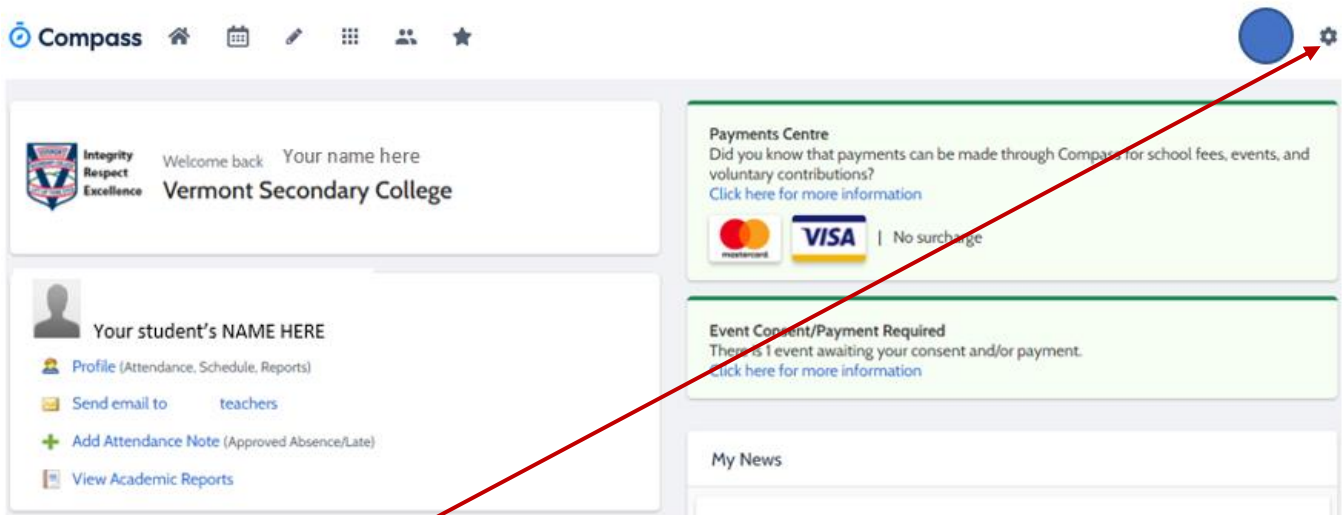 Compass
Integrity
Respect
Excellence
Welcome back Your name here
Vermont Secondary College
Your student's NAME HERE
Profile (Attendance, Schedule, Reports)
Send email to teachers
Add Attendance Note (Approved Absence/Late)
View Academic Reports
Payments Centre
Did you know that payments can be made through Compass for school fees, events, and
voluntary contributions?
Click here for more information
mastercard
VISA | No surcharge
Event Consent/Payment Required
There is 1 event awaiting your consent and/or payment.
Click here for more information
My News